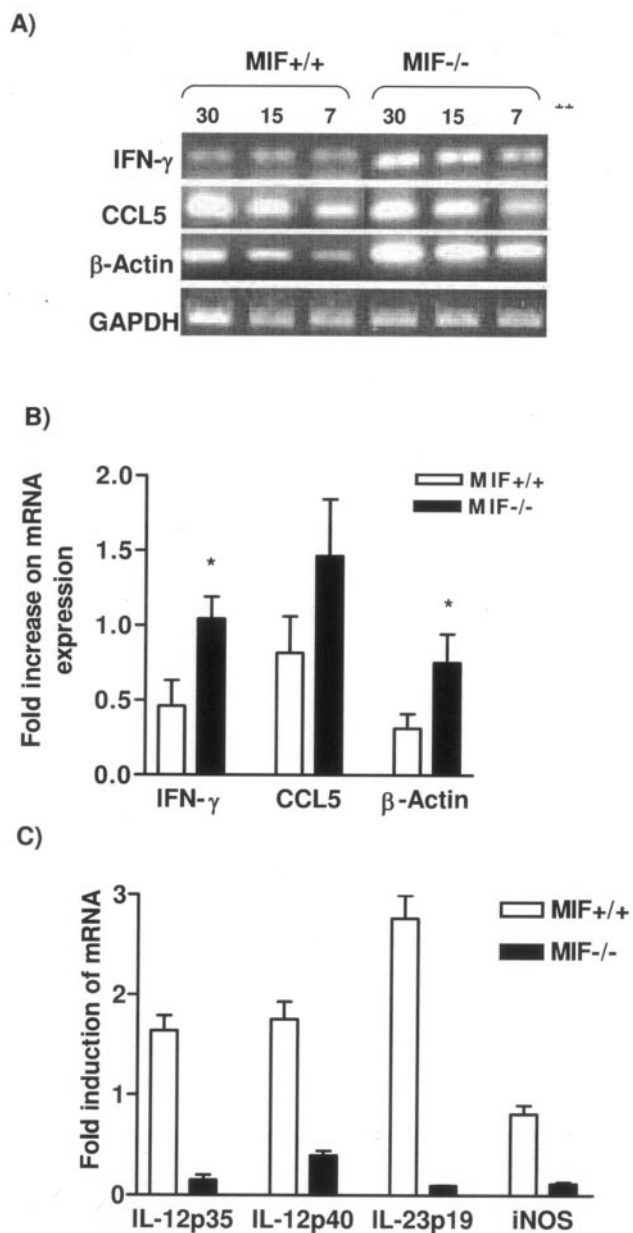 A)
MIF+/+ MIF-/-
30 15 7 30 15 7
IFN-γ
CCL5
β-Actin
GAPDH
B)
Fold increase on mRNA
expression
2.0
1.5
1.0
0.5
0.0
MIF+/+
MIF-/-
* *
IFN-γ CCL5 β-Actin
C)
Fold induction of mRNA
3
2
1
0
MIF+/+
MIF-/-
IL-12p35 IL-12p40 IL-23p19 iNOS